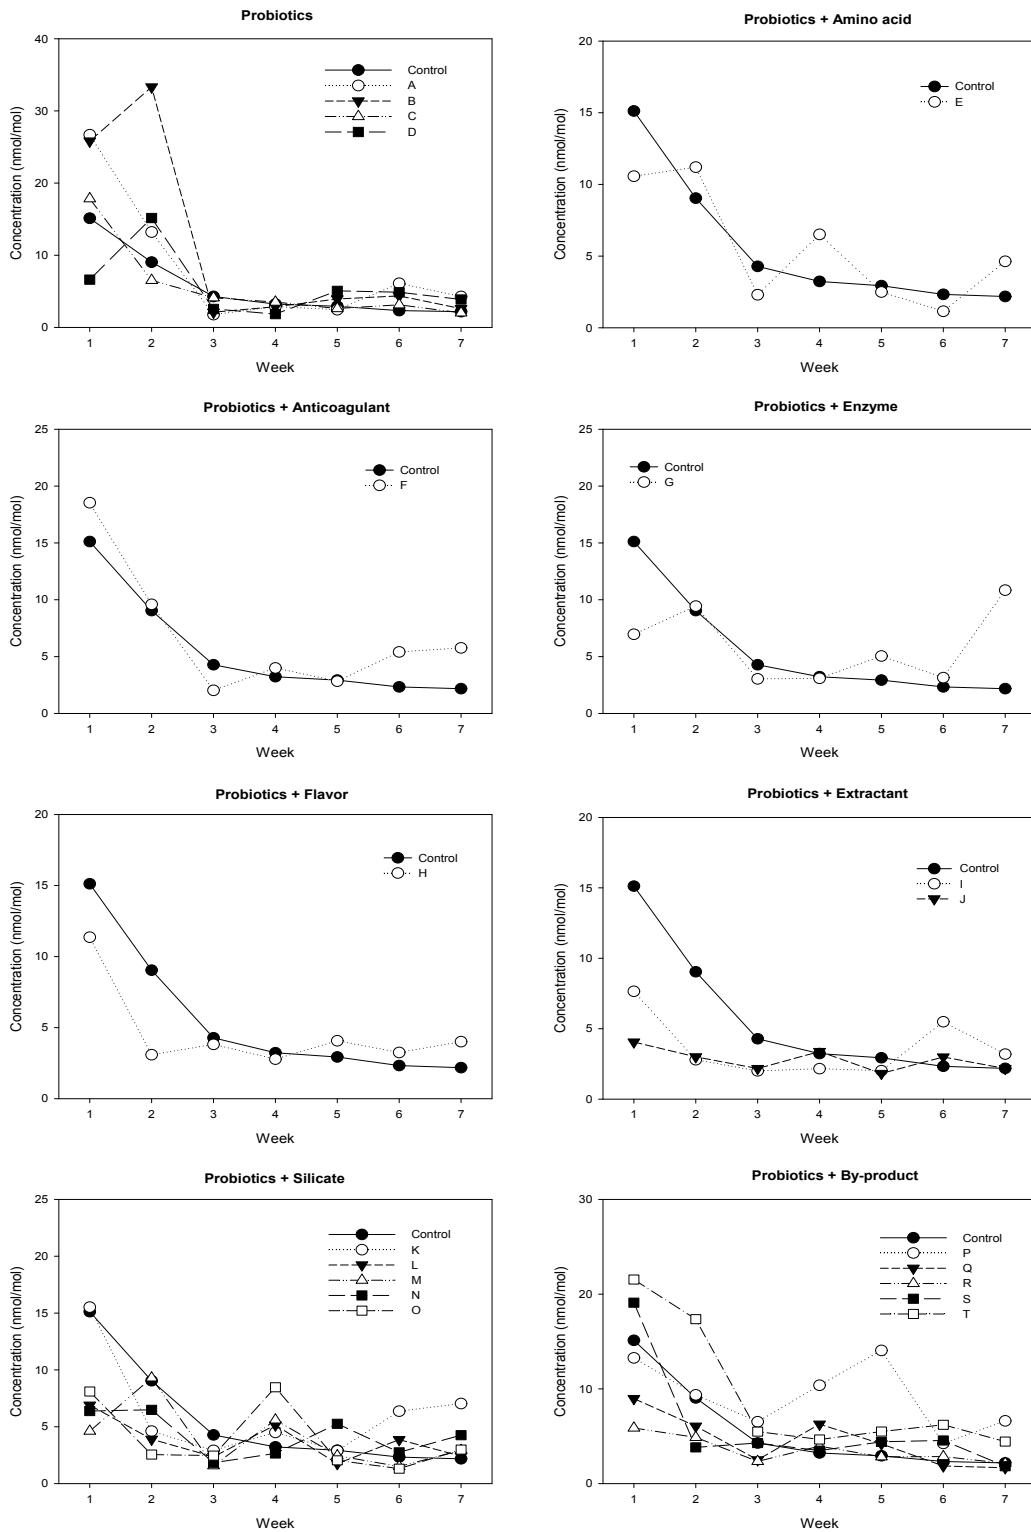 Probiotics
40
30
20
10
0
Concentration (nmol/mol)
Control
A
B
C
D
1 2 3 4 5 6 7
Week
Probiotics + Amino acid
20
15
10
5
0
Concentration (nmol/mol)
Control
E
1 2 3 4 5 6 7
Week
Probiotics + Anticoagulant
25
20
15
10
5
0
Concentration (nmol/mol)
Control
F
1 2 3 4 5 6 7
Week
Probiotics + Enzyme
25
20
15
10
5
0
Concentration (nmol/mol)
Control
G
1 2 3 4 5 6 7
Week
Probiotics + Flavor
20
15
10
5
0
Concentration (nmol/mol)
Control
H
1 2 3 4 5 6 7
Week
Probiotics + Extractant
20
15
10
5
0
Concentration (nmol/mol)
Control
I
J
1 2 3 4 5 6 7
Week
Probiotics + Silicate
25
20
15
10
5
0
Concentration (nmol/mol)
Control
K
L
M
N
O
1 2 3 4 5 6 7
Week
Probiotics + By-product
30
20
10
0
Concentration (nmol/mol)
Control
P
Q
R
S
T
1 2 3 4 5 6 7
Week